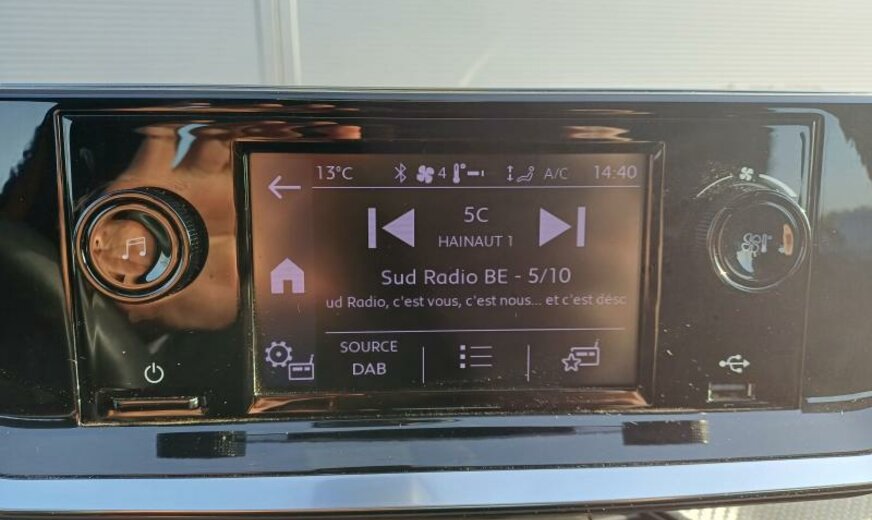 13°C 4 A/C 14:40
5C
HAINAUT 1
Sud Radio BE - 5/10
ud Radio, c'est vous, c'est nous... et c'est désc
SOURCE
DAB